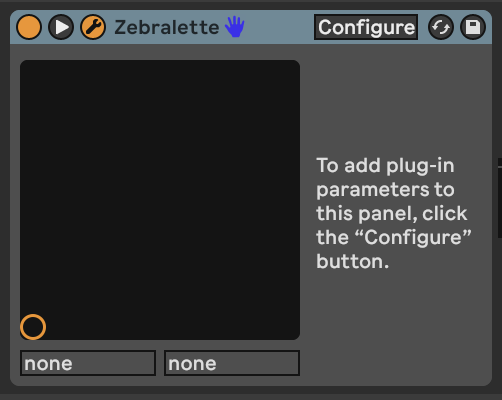 Zebralette
Configure
To add plug-in
parameters to
this panel, click
the “Configure”
button.
none
none